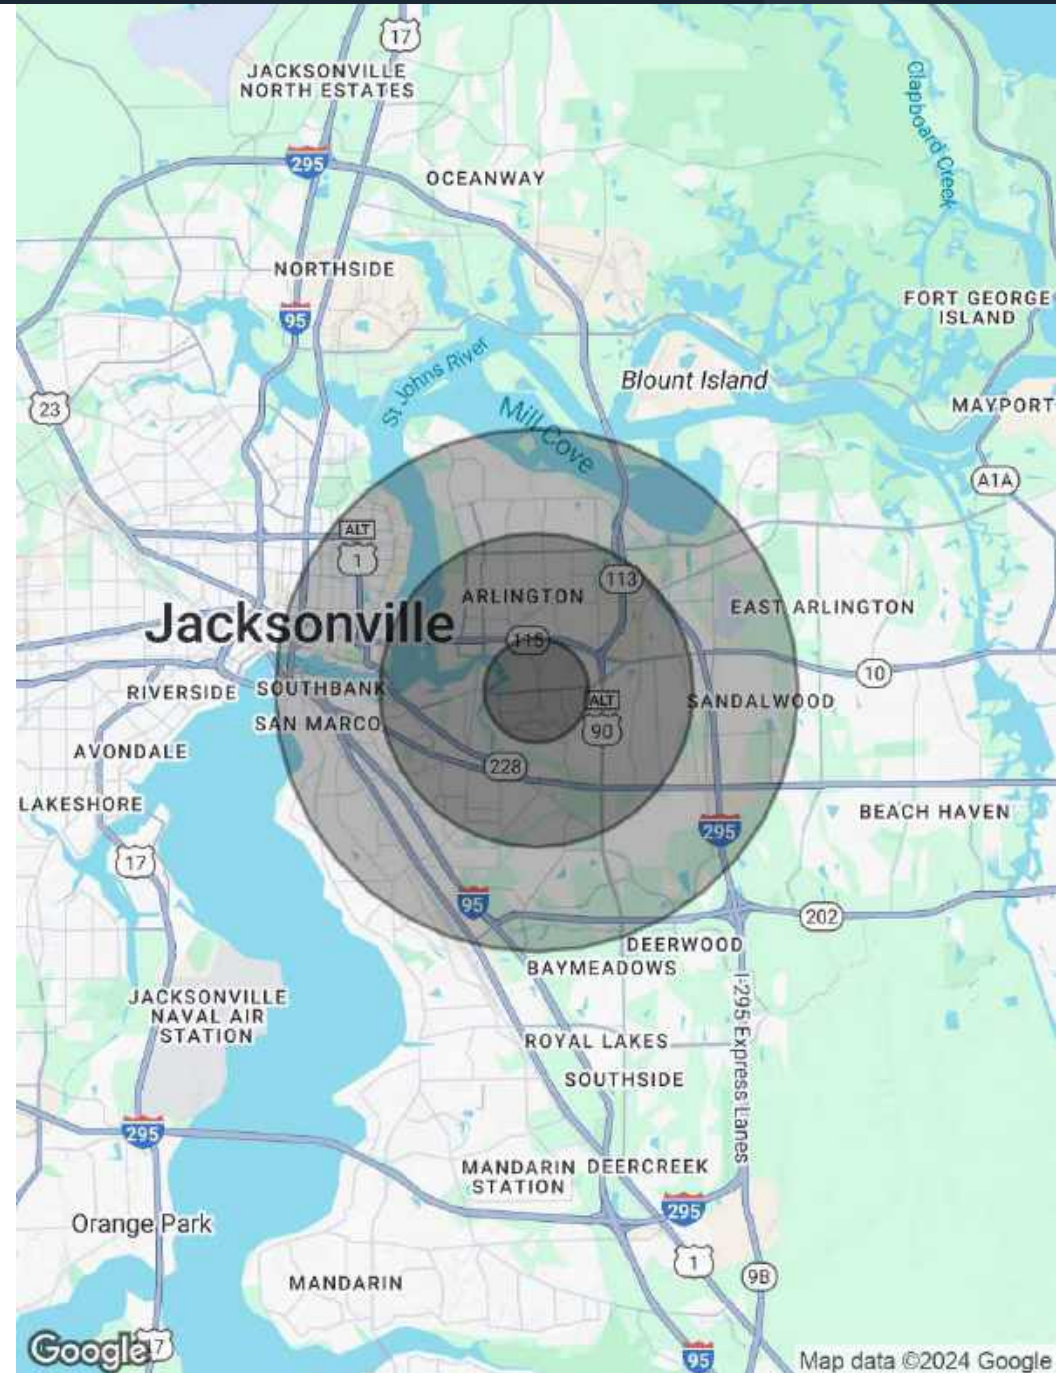 17
JACKSONVILLE
NORTH ESTATES
Clapboard Creek
295
OCEANWAY
NORTHSIDE
95
FORT GEORGE
ISLAND
St Johns River
Blount Island
23
Mill Cove
MAYPORT
A1A
ALT
1
113
ARLINGTON
EAST ARLINGTON
Jacksonville
115
10
RIVERSIDE
SOUTHBANK
ALT
90
SANDALWOOD
SAN MARCO
AVONDALE
228
LAKESHORE
BEACH HAVEN
295
17
95
202
DEERWOOD
BAYMEADOWS
JACKSONVILLE
NAVAL AIR
STATION
I-295 Express Lanes
ROYAL LAKES
SOUTHSIDE
295
MANDARIN
STATION
DEERCREEK
295
Orange Park
1
9B
MANDARIN
Google
17
95
Map data ©2024 Google